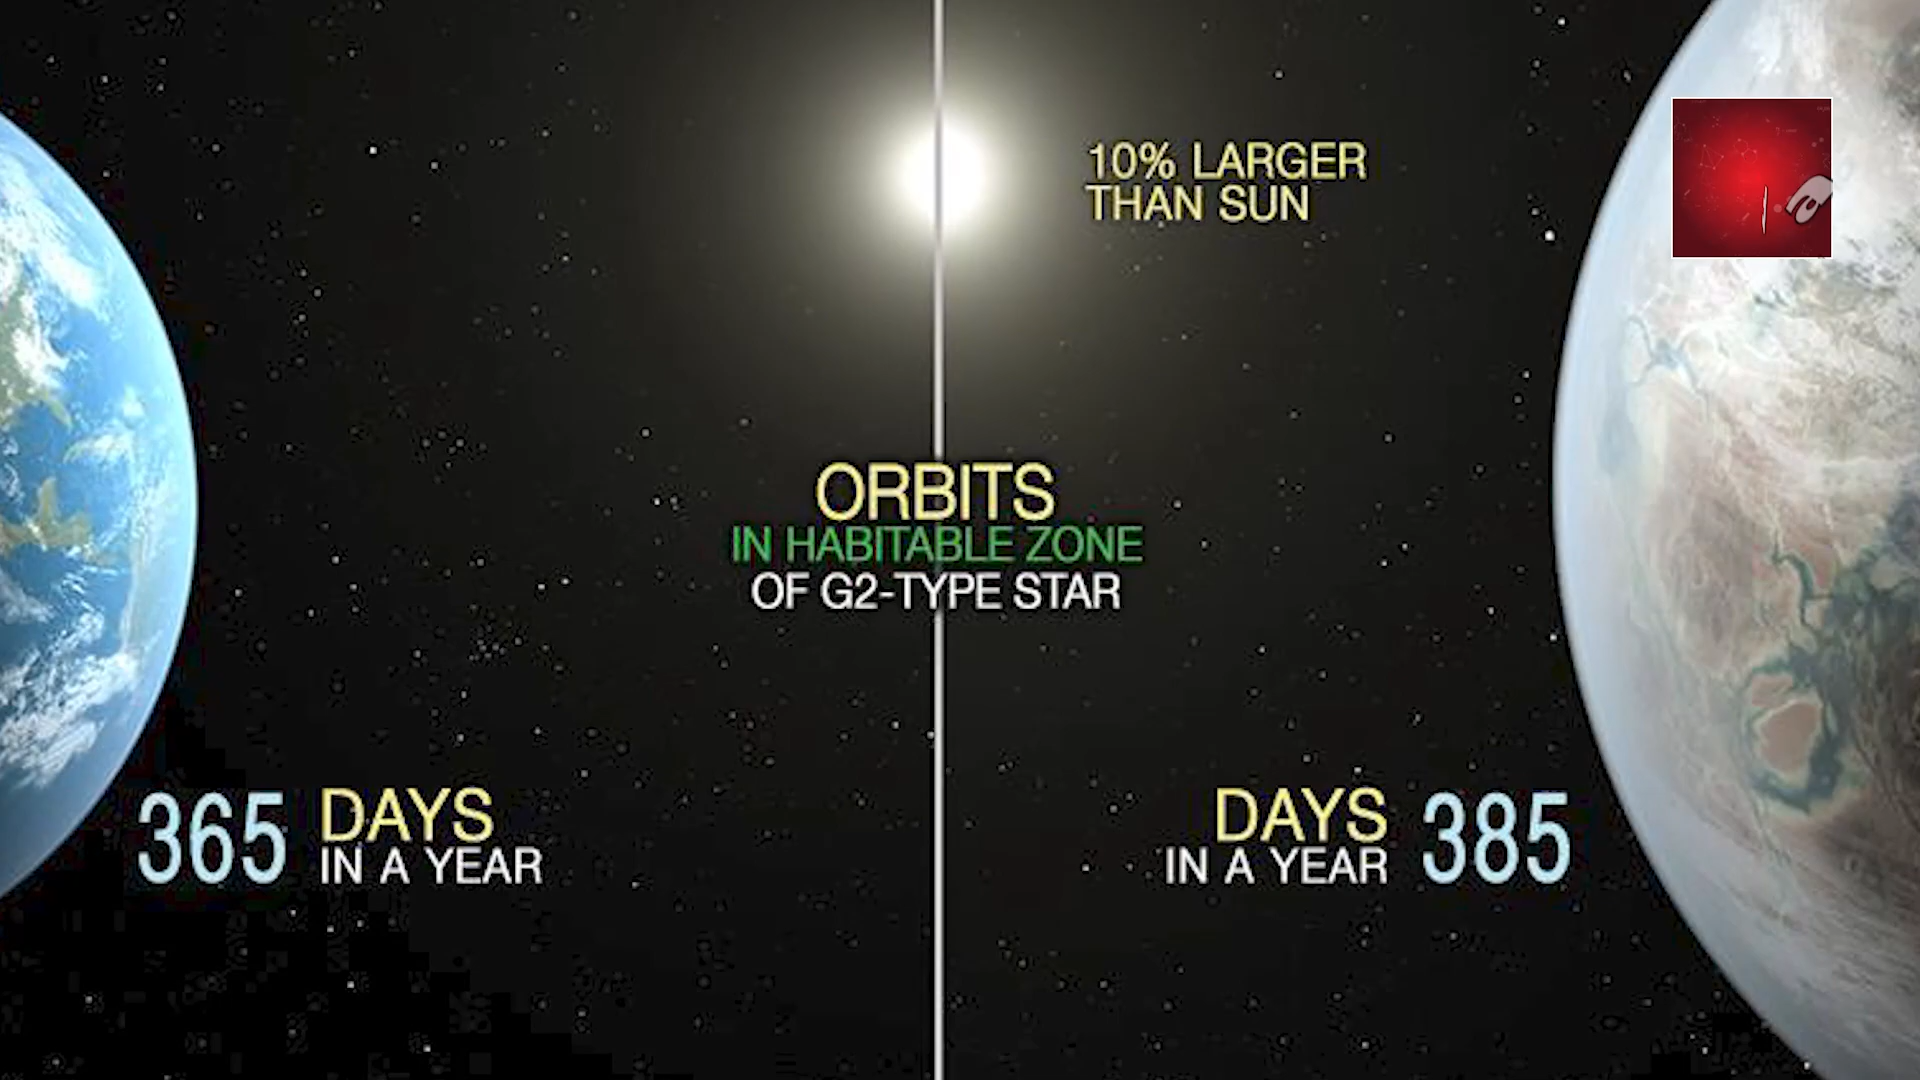 10% LARGER
THAN SUN
ORBITS
IN HABITABLE ZONE
OF G2-TYPE STAR
365 DAYS
IN A YEAR
DAYS 385
IN A YEAR